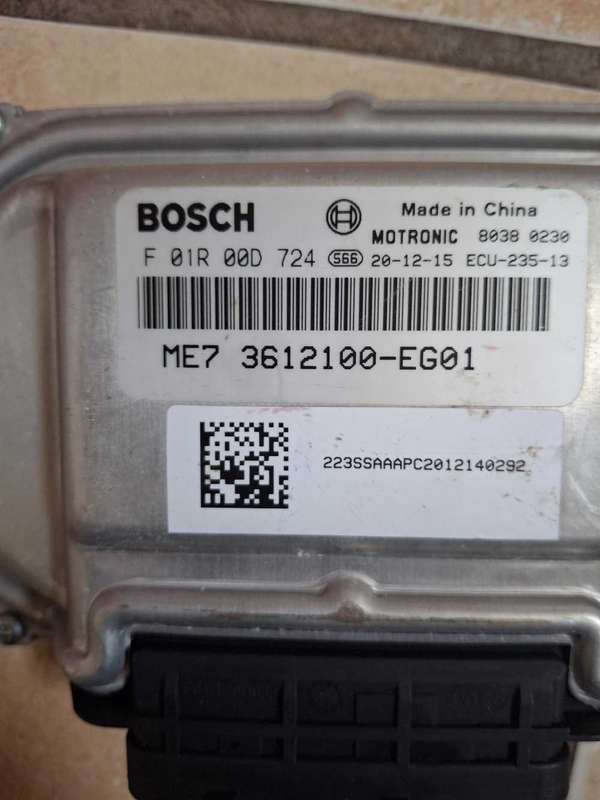 BOSCH
Made in China
MOTRONIC 8038 0230
F 01R 00D 724 S66 20-12-15 ECU-235-13
ME7 3612100-EG01
223SSAAAPC2012140292